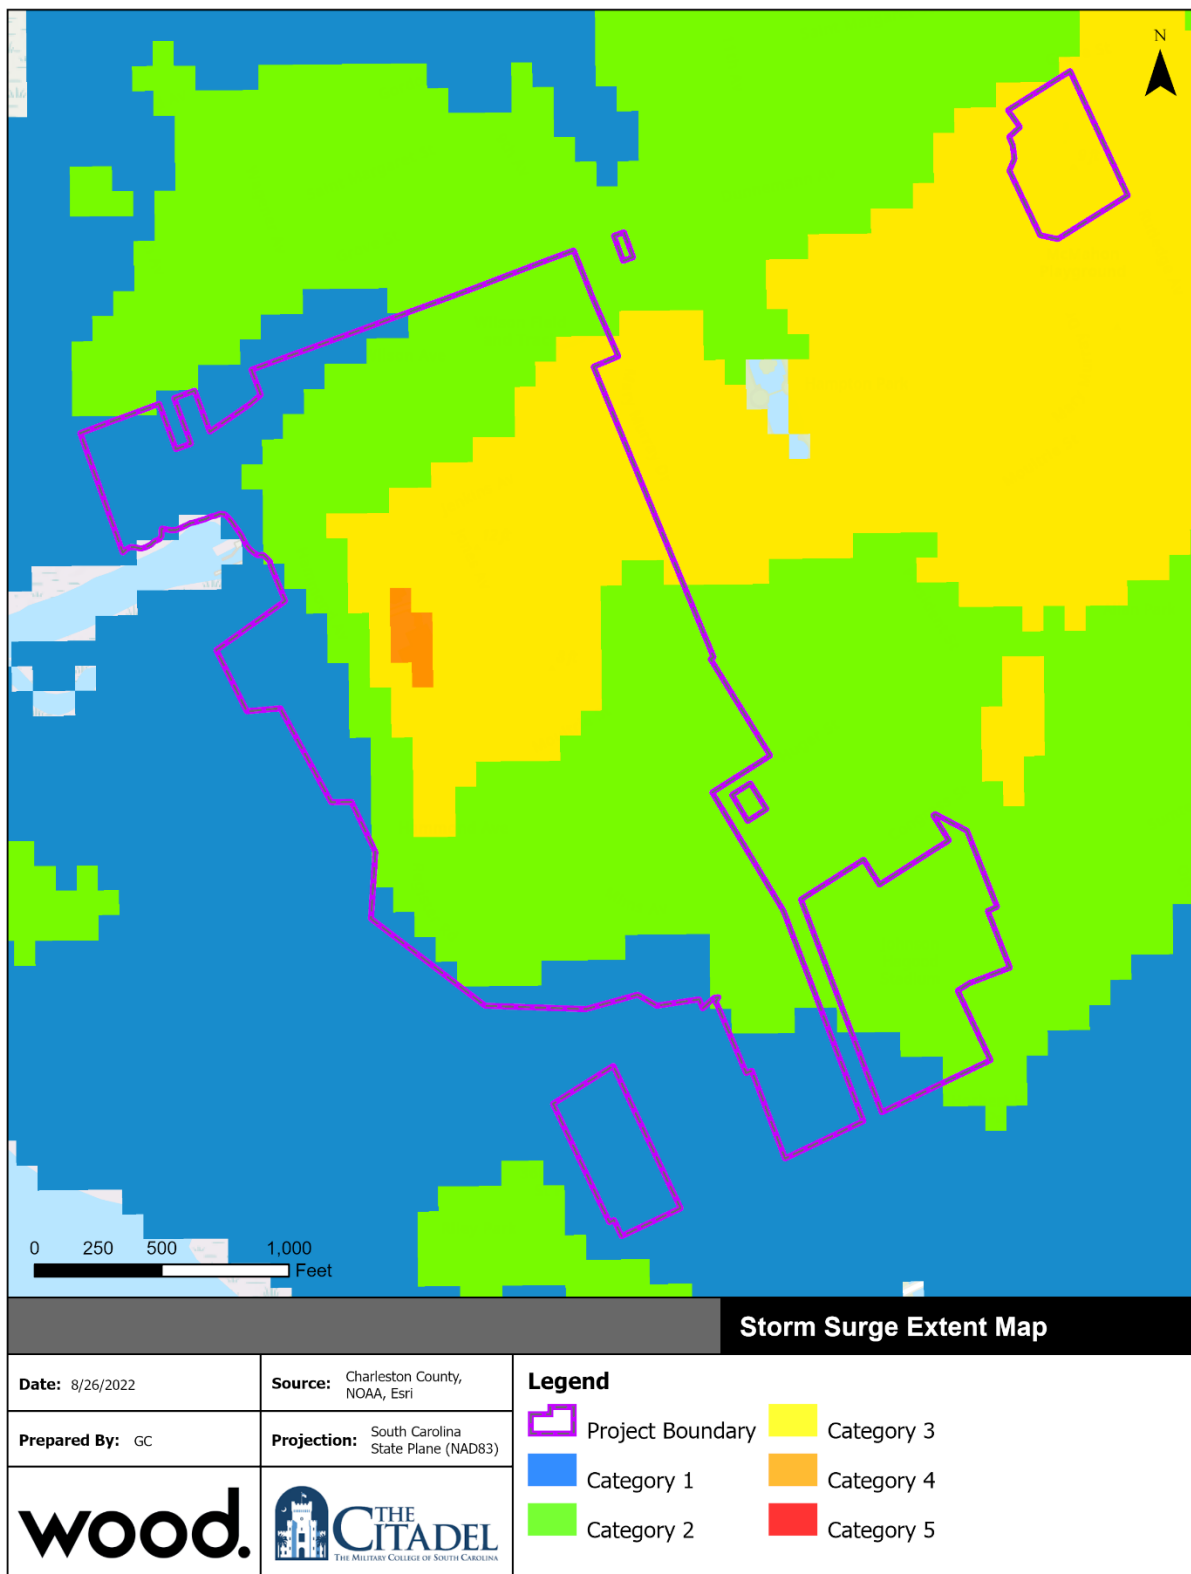 N
0 250 500 1,000
Feet
Storm Surge Extent Map
Date: 8/26/2022
Source: Charleston County,
NOAA, Esri
Prepared By: GC
Projection: South Carolina
State Plane (NAD83)
Legend
Project Boundary
Category 1
Category 2
Category 3
Category 4
Category 5
wood.
THE
CITADEL
THE MILITARY COLLEGE OF SOUTH CAROLINA